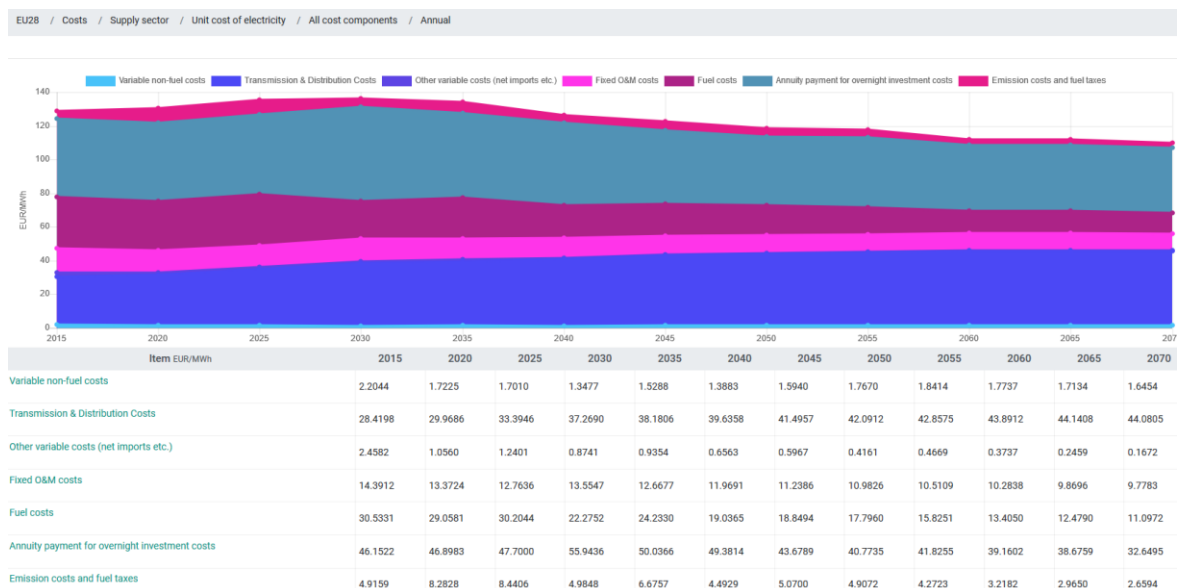 EU28 / Costs / Supply sector / Unit cost of electricity / All cost components / Annual
Variable non-fuel costs Transmission & Distribution Costs Other variable costs (net imports etc.) Fixed O&M costs Fuel costs Annuity payment for overnight investment costs Emission costs and fuel taxes
EUR/MWh
140
120
100
80
60
40
20
0
2015 2020 2025 2030 2035 2040 2045 2050 2055 2060 2065 207
Item EUR/MWh 2015 2020 2025 2030 2035 2040 2045 2050 2055 2060 2065 2070
Variable non-fuel costs 2.2044 1.7225 1.7010 1.3477 1.5288 1.3883 1.5940 1.7670 1.8414 1.7737 1.7134 1.6454
Transmission & Distribution Costs 28.4198 29.9686 33.3946 37.2690 38.1806 39.6358 41.4957 42.0912 42.8575 43.8912 44.1408 44.0805
Other variable costs (net imports etc.) 2.4582 1.0560 1.2401 0.8741 0.9354 0.6563 0.5967 0.4161 0.4669 0.3737 0.2459 0.1672
Fixed O&M costs 14.3912 13.3724 12.7636 13.5547 12.6677 11.9691 11.2386 10.9826 10.5109 10.2838 9.8696 9.7783
Fuel costs 30.5331 29.0581 30.2044 22.2752 24.2330 19.0365 18.8494 17.7960 15.8251 13.4050 12.4790 11.0972
Annuity payment for overnight investment costs 46.1522 46.8983 47.7000 55.9436 50.0366 49.3814 43.6789 40.7735 41.8255 39.1602 38.6759 32.6495
Emission costs and fuel taxes 4.9159 8.2828 8.4406 4.9848 6.6757 4.4929 5.0700 4.9072 4.2723 3.2182 2.9650 2.6594